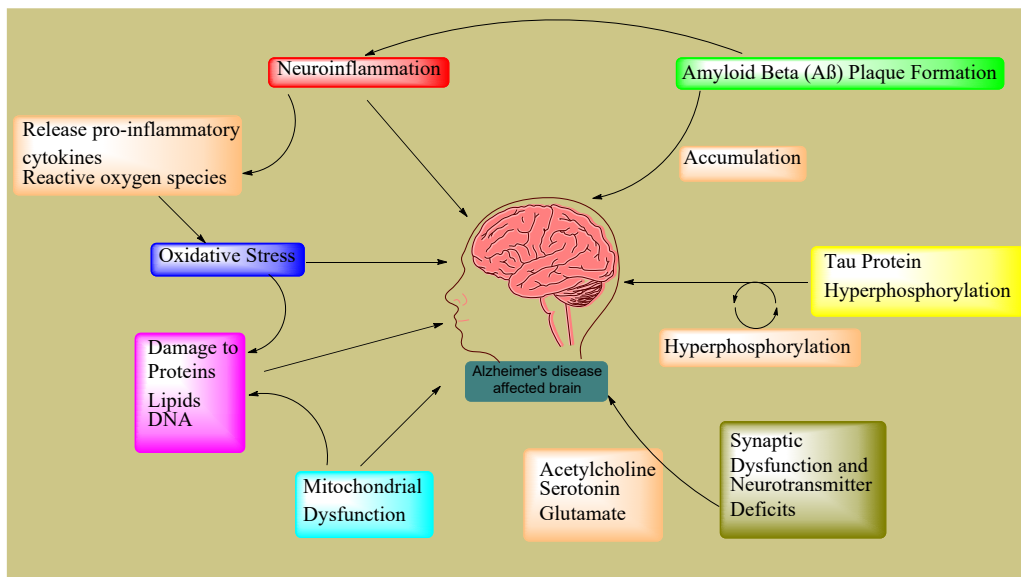 Neuroinflammation
Amyloid Beta (Aß) Plaque Formation
Release pro-inflammatory
cytokines
Reactive oxygen species
Accumulation
Oxidative Stress
Tau Protein
Hyperphosphorylation
Hyperphosphorylation
Damage to
Proteins
Lipids
DNA
Alzheimer's disease
affected brain
Mitochondrial
Dysfunction
Acetylcholine
Serotonin
Glutamate
Synaptic
Dysfunction and
Neurotransmitter
Deficits